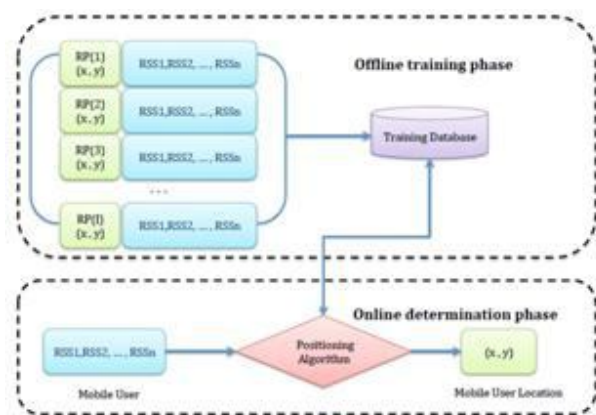 RP(1)
(x, y)
RSS1,RSS2, ... , RSSn
Offline training phase
RP(2)
(x, y)
RSS1,RSS2, ... , RSSn
RP(3)
(x, y)
RSS1,RSS2, ... , RSSn
Training Database
...
RP(l)
(x, y)
RSS1,RSS2, ... , RSSn
Online determination phase
RSS1,RSS2, ... , RSSn
Positioning
Algorithm
(x, y)
Mobile User
Mobile User Location